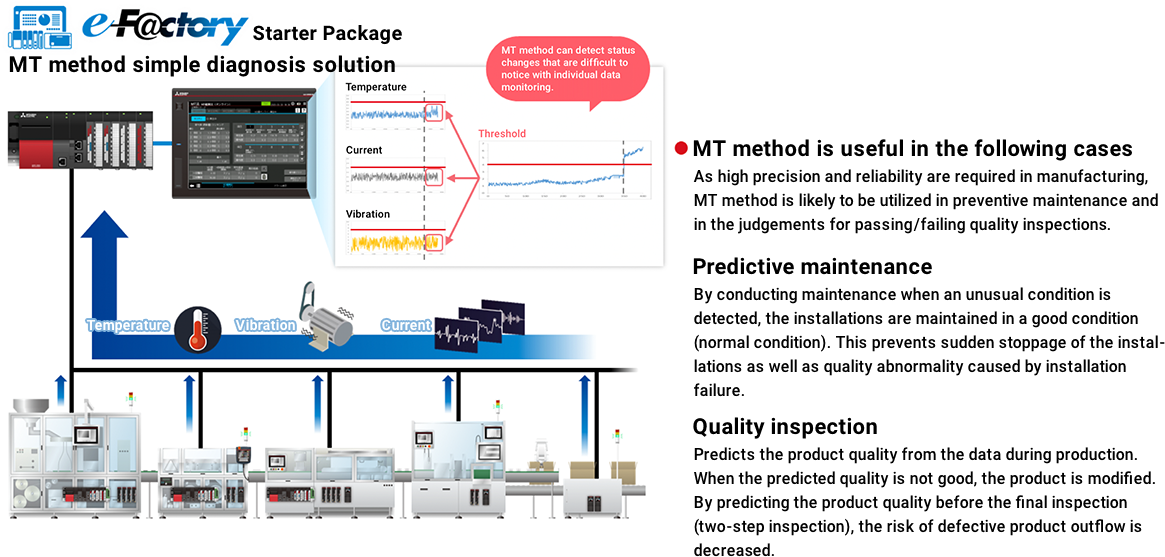 e-F@ctory Starter Package
MT method simple diagnosis solution
MT method can detect status
changes that are difficult to
notice with individual data
monitoring.
Temperature
Threshold
Current
Vibration
Temperature
Vibration
Current
MT method is useful in the following cases
As high precision and reliability are required in manufacturing,
MT method is likely to be utilized in preventive maintenance and
in the judgements for passing/failing quality inspections.
Predictive maintenance
By conducting maintenance when an unusual condition is
detected, the installations are maintained in a good condition
(normal condition). This prevents sudden stoppage of the instal-
lations as well as quality abnormality caused by installation
failure.
Quality inspection
Predicts the product quality from the data during production.
When the predicted quality is not good, the product is modified.
By predicting the product quality before the final inspection
(two-step inspection), the risk of defective product outflow is
decreased.